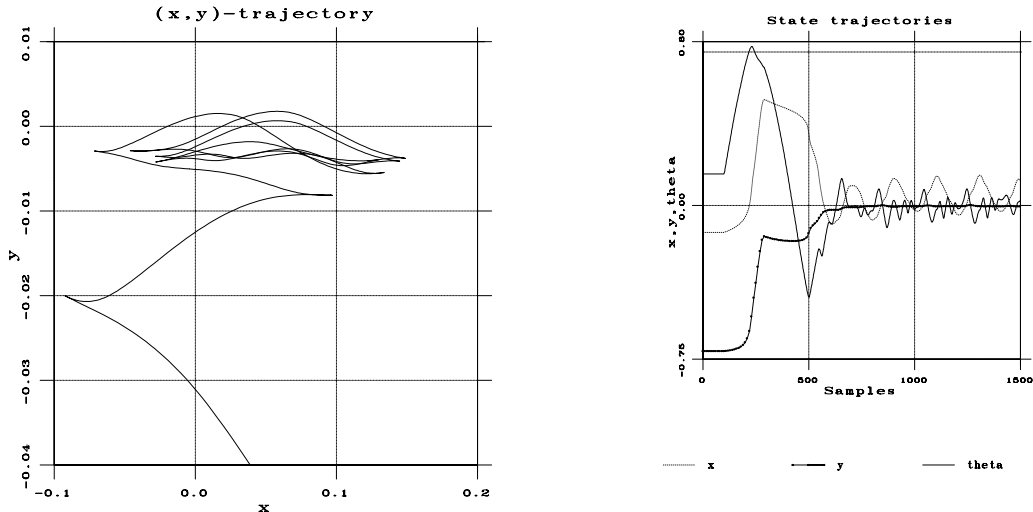 (x,y)-trajectory
0.01
0.00
-0.01
-0.02
-0.03
-0.04
y
-0.1
0.0
0.1
0.2
x
State trajectories
0.80
0.00
-0.75
x,y,theta
0
500
1000
1500
Samples
x
y
theta